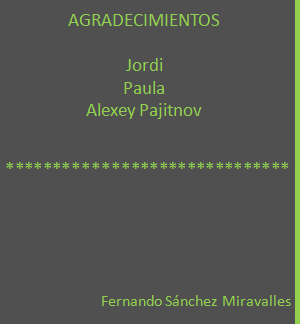 AGRADECIMIENTOS
Jordi
Paula
Alexey Pajitnov
******************************
Fernando Sánchez Miravalles